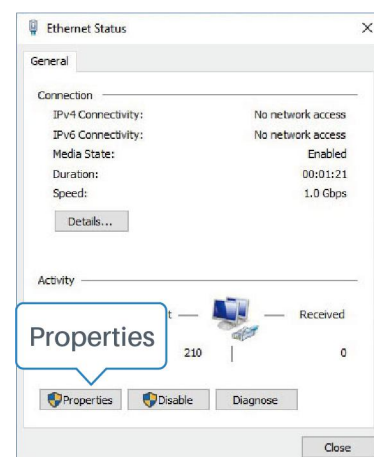 Ethernet Status
General
Connection
IPv4 Connectivity: No network access
IPv6 Connectivity: No network access
Media State: Enabled
Duration: 00:01:21
Speed: 1.0 Gbps
Details...
Activity
Received
Properties
210 0
Properties Disable Diagnose
Close